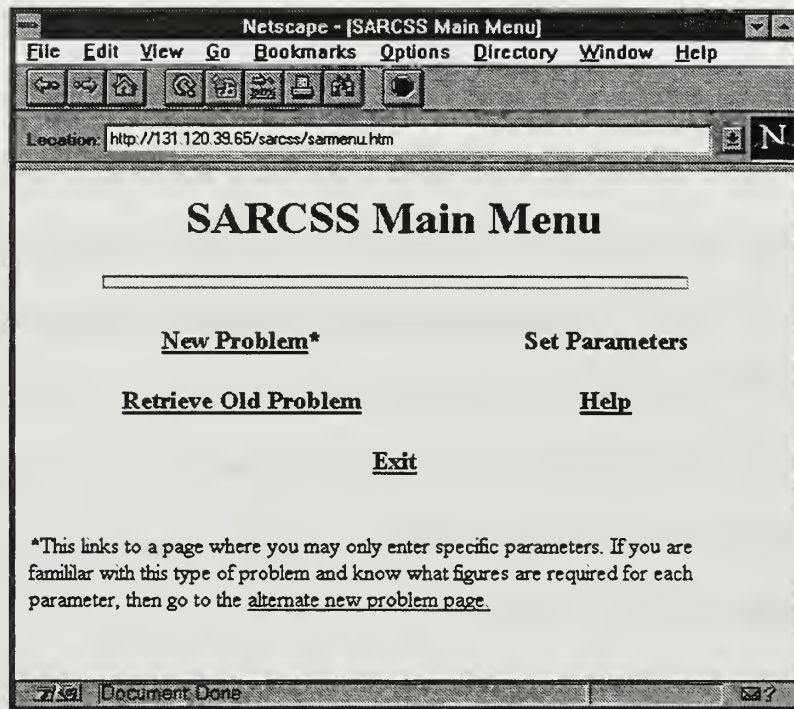 Netscape - [SARCSS Main Menu]
File Edit View Go Bookmarks Options Directory Window Help
Location: http://131.120.39.65/sarcss/sarmenu.htm
N
SARCSS Main Menu
New Problem* Set Parameters
Retrieve Old Problem Help
Exit
*This links to a page where you may only enter specific parameters. If you are
famililar with this type of problem and know what figures are required for each
parameter, then go to the alternate new problem page.
Document: Done
?